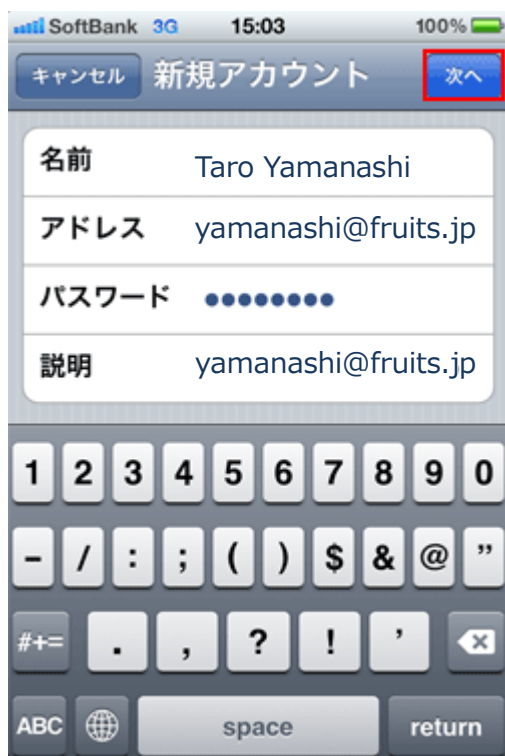 SoftBank 3G 15:03 100%
キャンセル 新規アカウント 次へ
名前 Taro Yamanashi
アドレス yamanashi@fruits.jp
パスワード ●●●●●●●●
説明 yamanashi@fruits.jp
1 2 3 4 5 6 7 8 9 0
- / : ; ( ) $ & @ ”
#+= . , ? ! ’
ABC space return